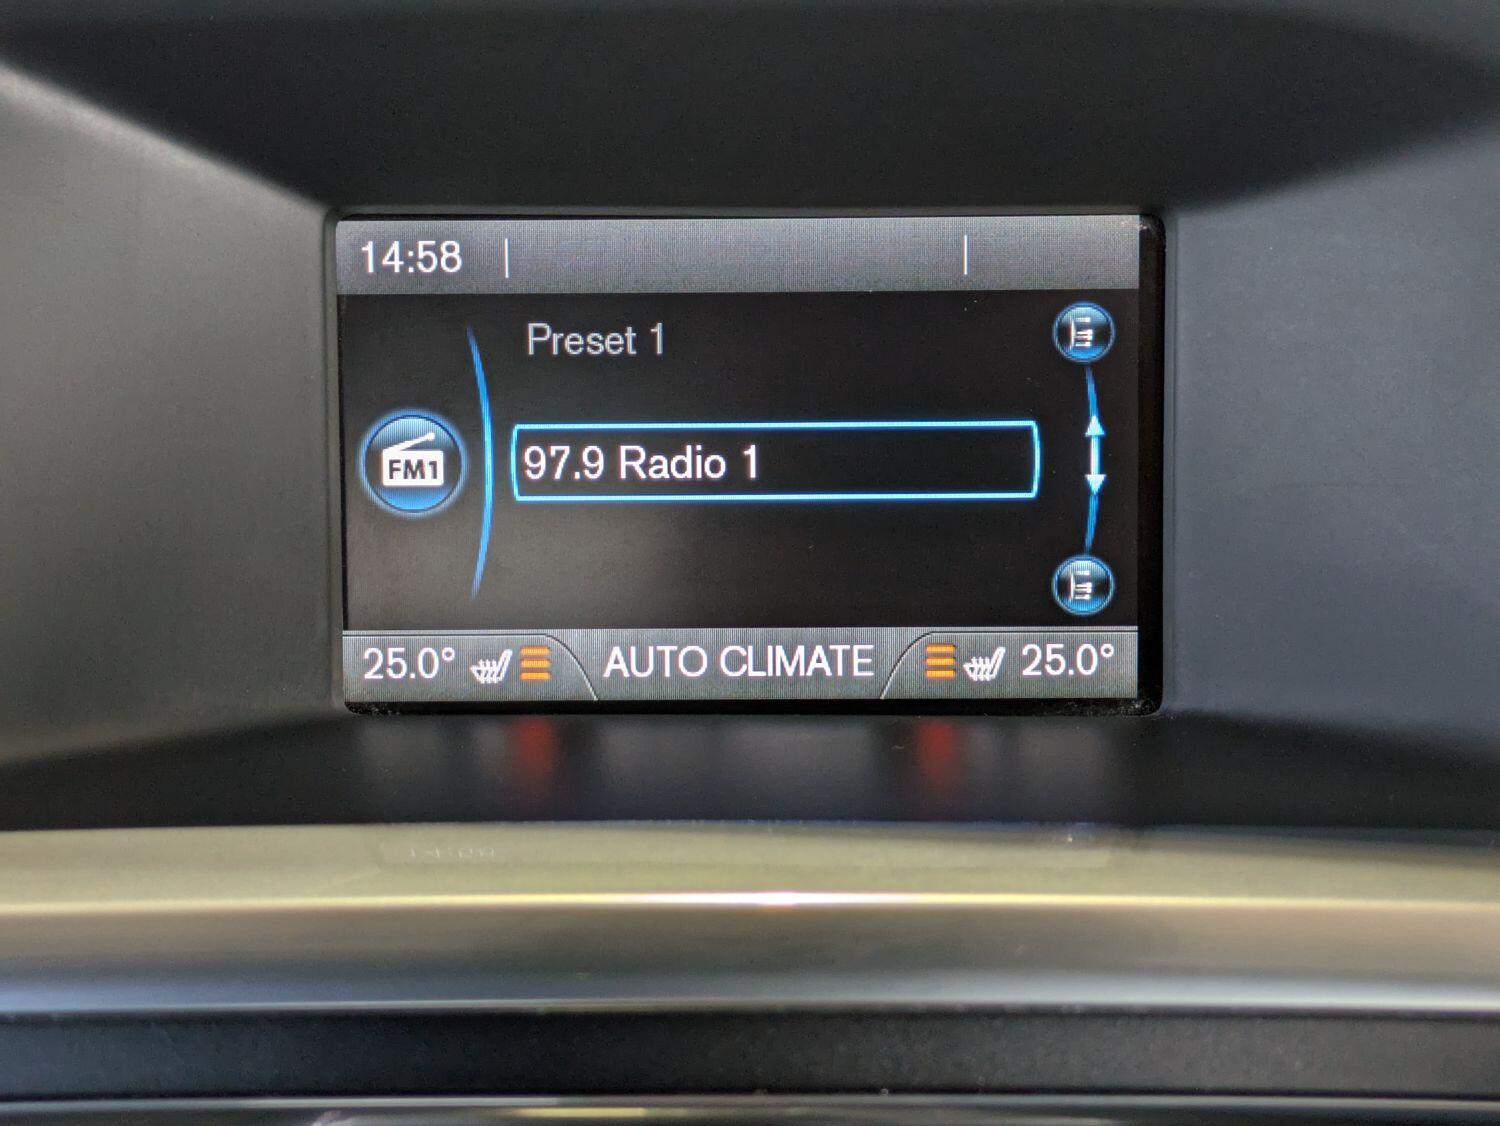 14:58
Preset 1
FM1
97.9 Radio 1
25.0° AUTO CLIMATE 25.0°